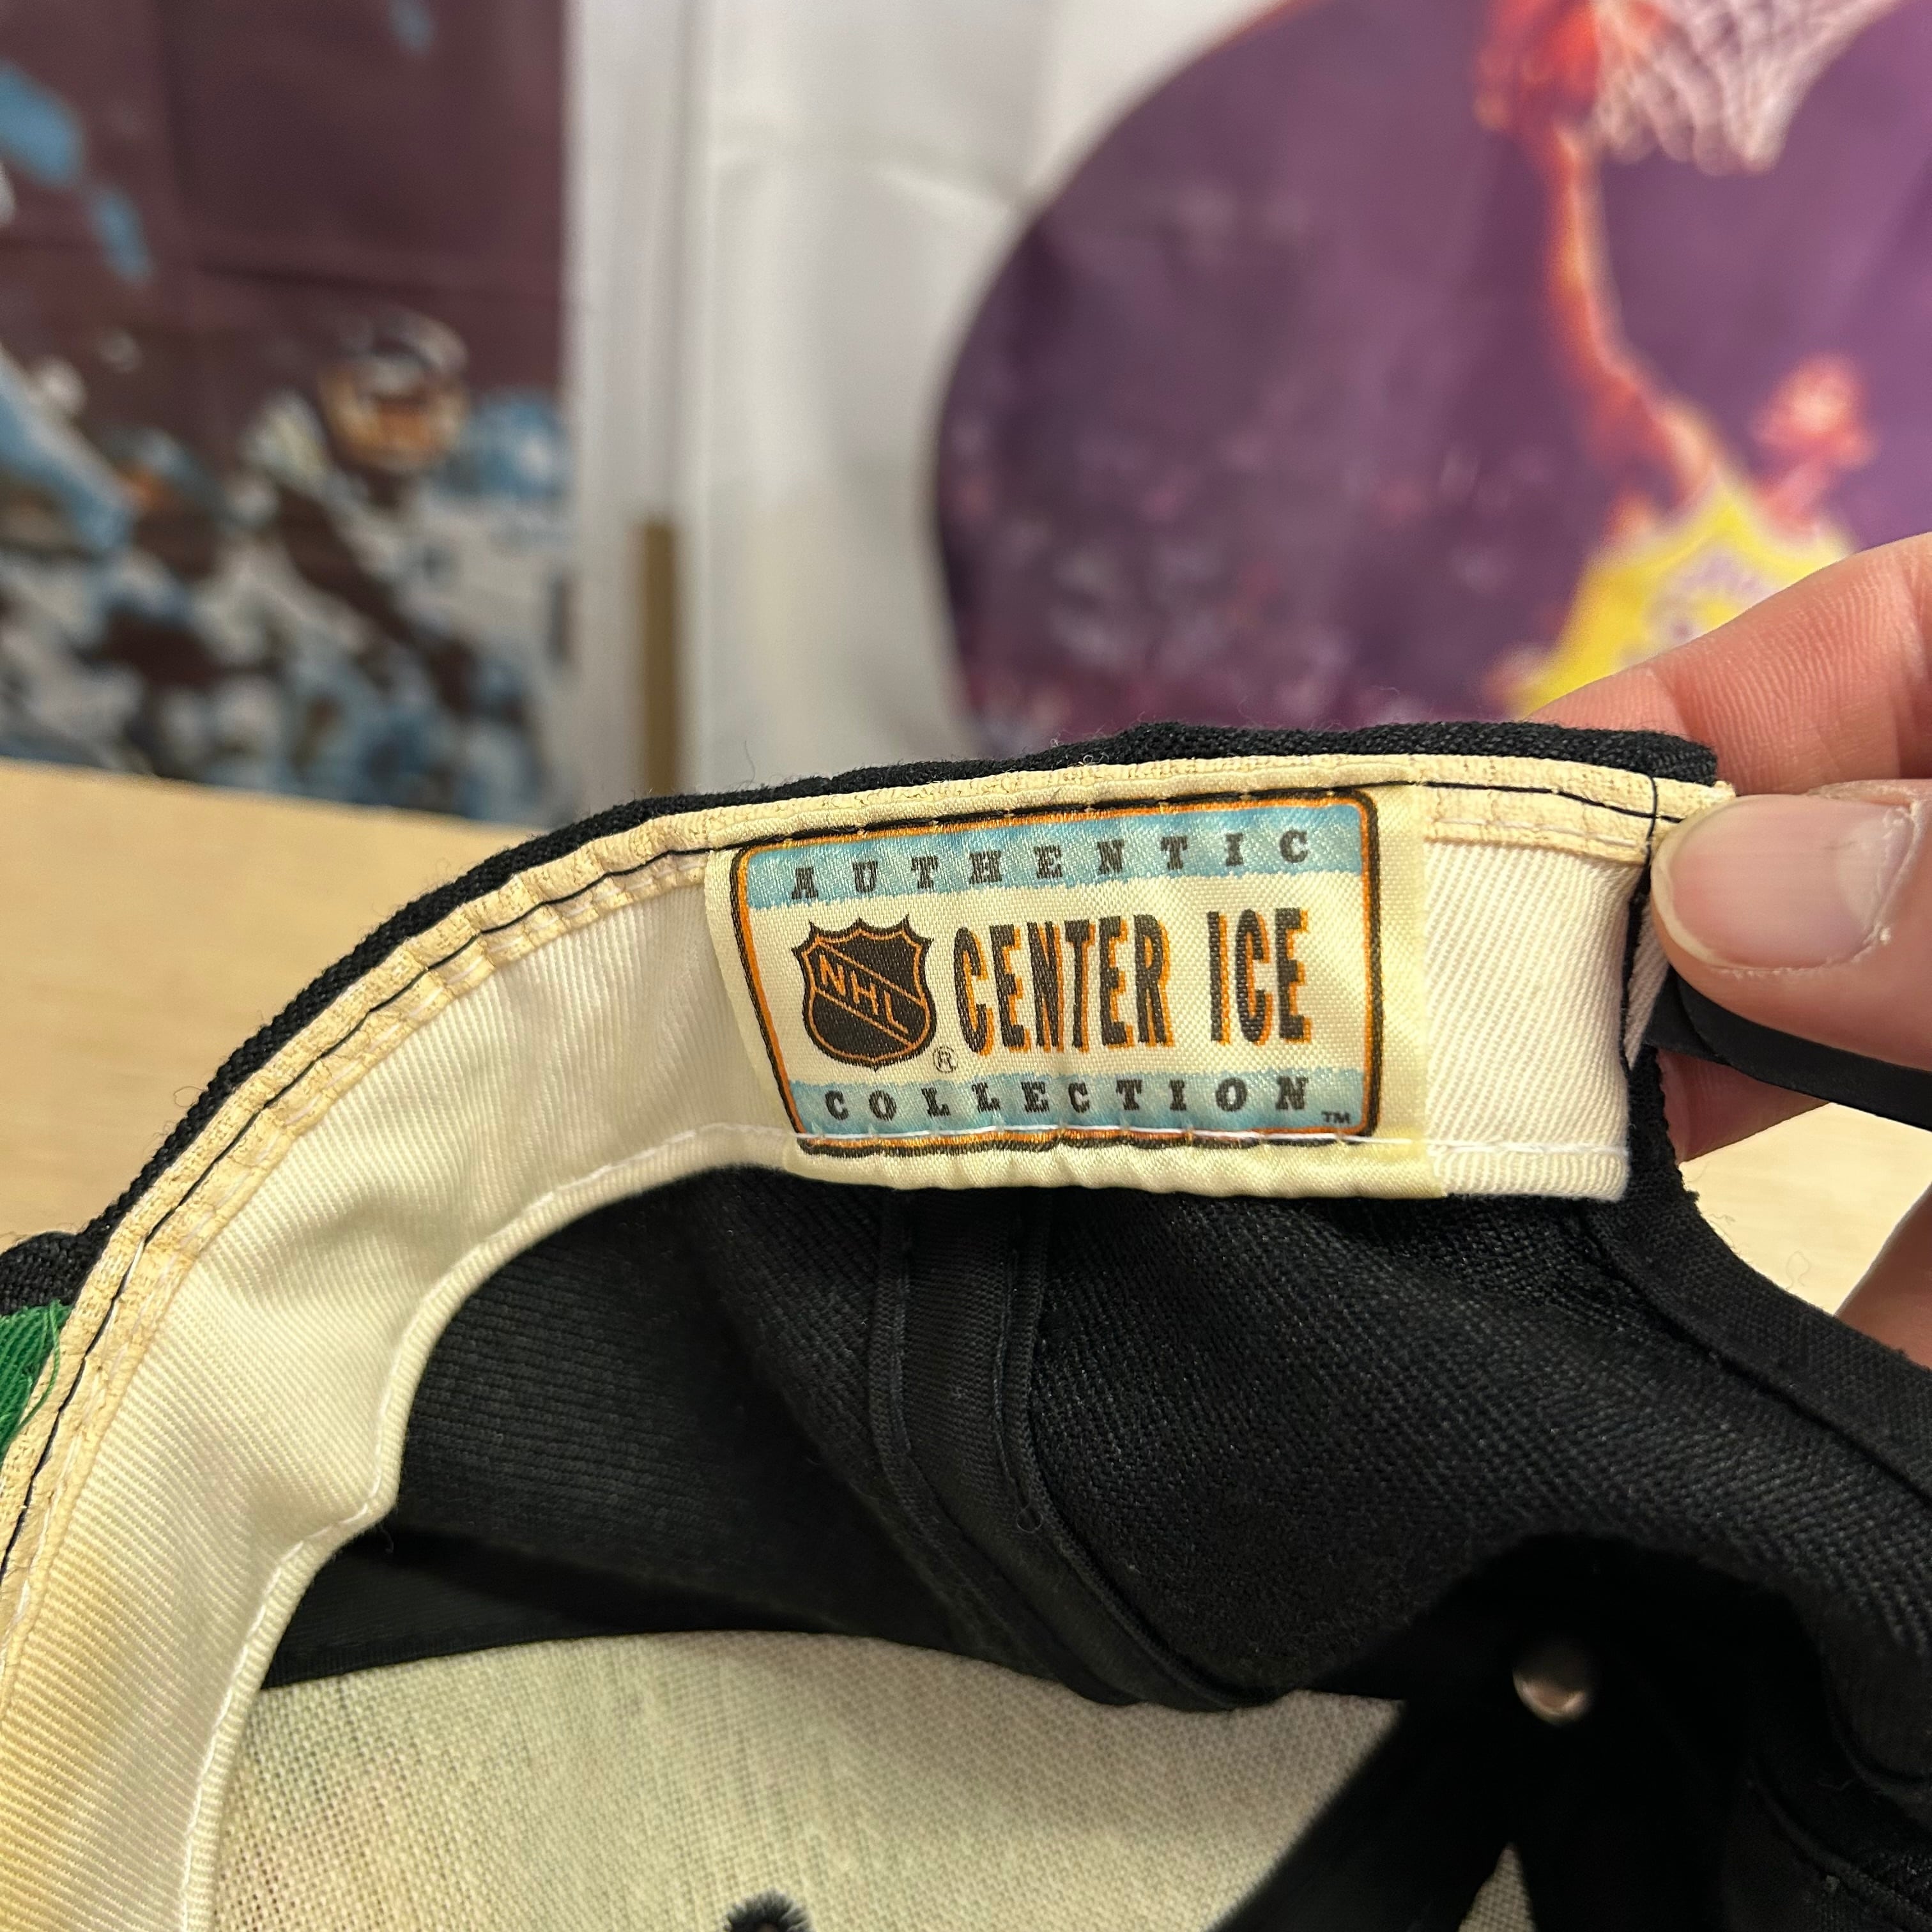 AUTHENTIC
NHL ® CENTER ICE
COLLECTION ™